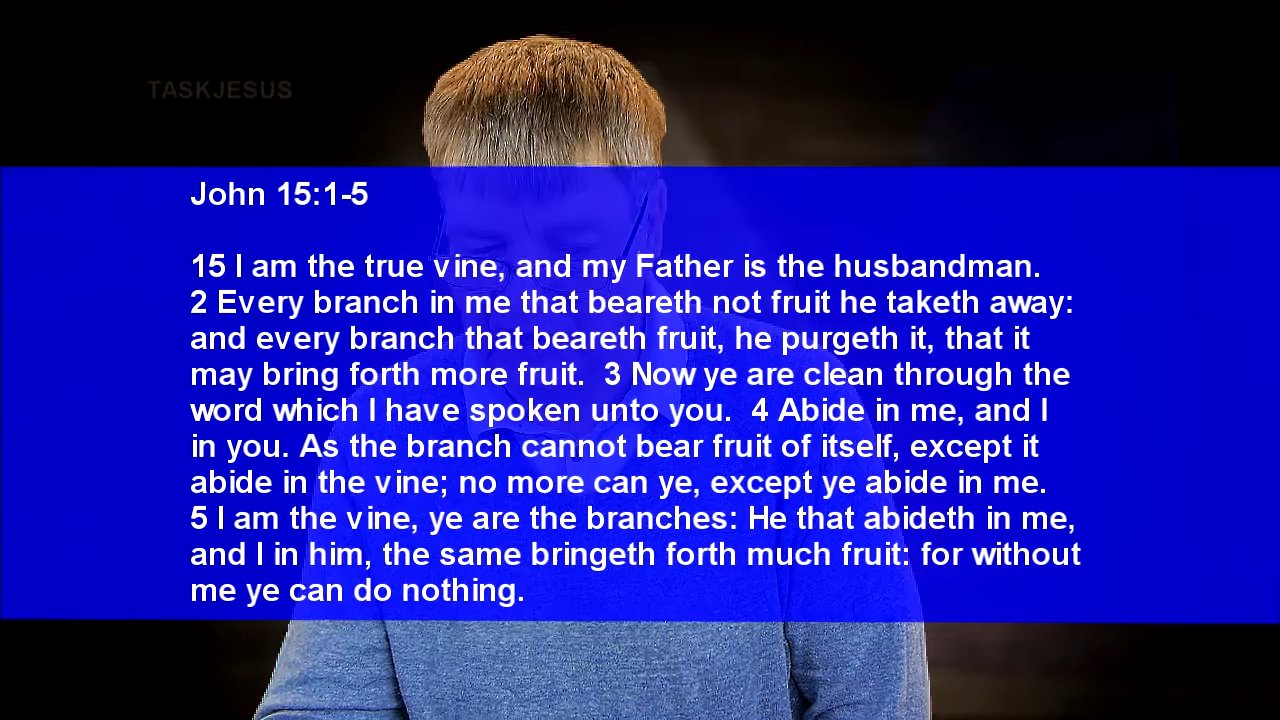 TASKJESUS
John 15:1-5
15 I am the true vine, and my Father is the husbandman.
2 Every branch in me that beareth not fruit he taketh away:
and every branch that beareth fruit, he purgeth it, that it
may bring forth more fruit.  3 Now ye are clean through the
word which I have spoken unto you.  4 Abide in me, and I
in you. As the branch cannot bear fruit of itself, except it
abide in the vine; no more can ye, except ye abide in me.
5 I am the vine, ye are the branches: He that abideth in me,
and I in him, the same bringeth forth much fruit: for without
me ye can do nothing.